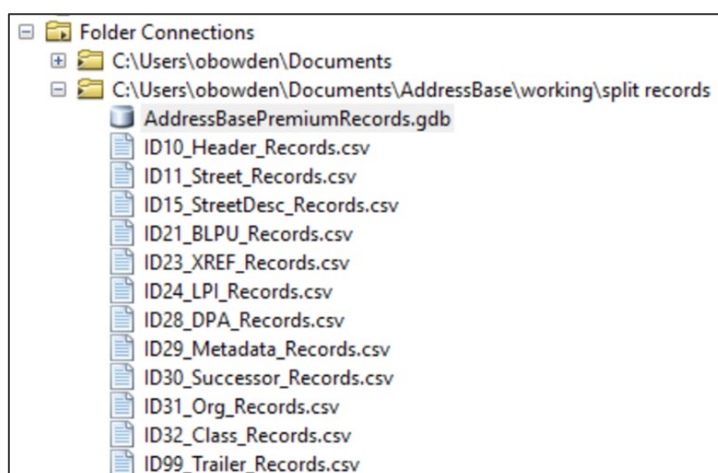 Folder Connections
C:\Users\obowden\Documents
C:\Users\obowden\Documents\AddressBase\working\split records
AddressBasePremiumRecords.gdb
ID10_Header_Records.csv
ID11_Street_Records.csv
ID15_StreetDesc_Records.csv
ID21_BLPU_Records.csv
ID23_XREF_Records.csv
ID24_LPI_Records.csv
ID28_DPA_Records.csv
ID29_Metadata_Records.csv
ID30_Successor_Records.csv
ID31_Org_Records.csv
ID32_Class_Records.csv
ID99_Trailer_Records.csv